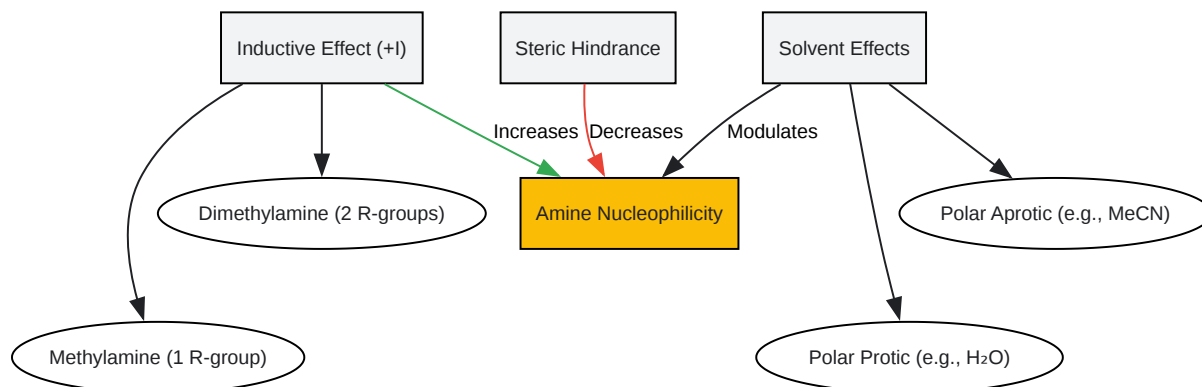 Inductive Effect (+I)
Steric Hindrance
Solvent Effects
Increases
Decreases
Modulates
Dimethylamine (2 R-groups)
Amine Nucleophilicity
Polar Aprotic (e.g., MeCN)
Methylamine (1 R-group)
Polar Protic (e.g., H₂O)